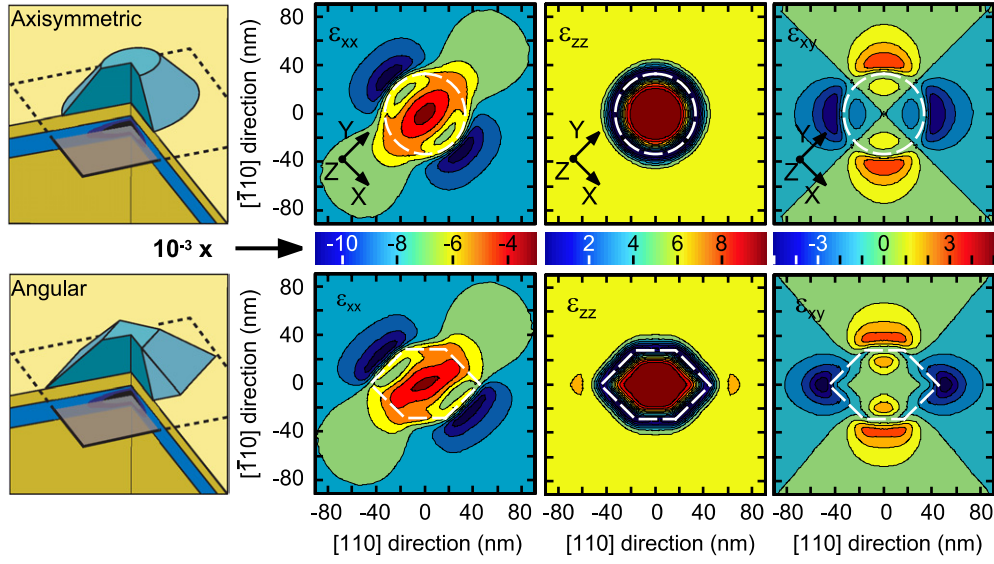 Axisymmetric
[1̄10] direction (nm)
80
40
0
-40
-80
εxx
Y
Z
X
εzz
Y
Z
X
εxy
Y
Z
X
10⁻³ x
-10 -8 -6 -4
2 4 6 8
-3 0 3
Angular
[1̄10] direction (nm)
80
40
0
-40
-80
εxx
εzz
εxy
-80 -40 0 40 80
-80 -40 0 40 80
-80 -40 0 40 80
[110] direction (nm)
[110] direction (nm)
[110] direction (nm)